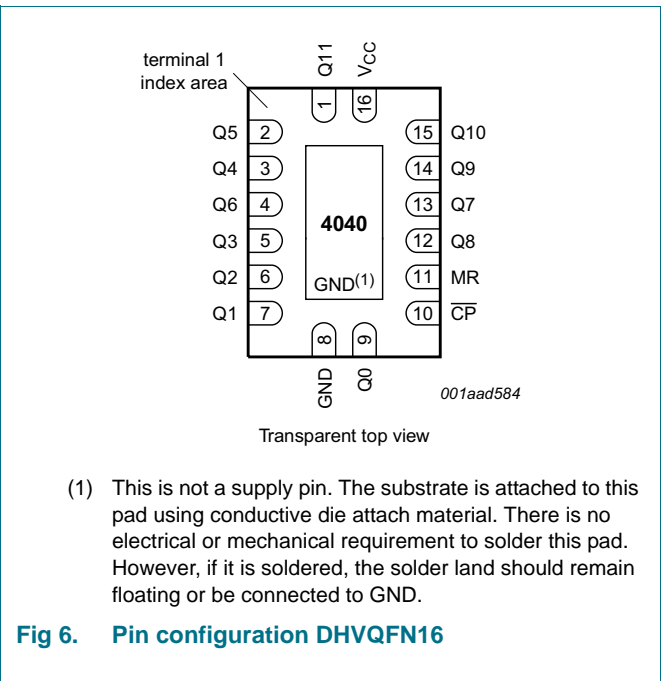 terminal 1
index area
Q11
VCC
1
16
Q5 2
15 Q10
Q4 3
14 Q9
Q6 4
13 Q7
4040
Q3 5
12 Q8
Q2 6
GND(1)
11 MR
Q1 7
10 CP
8
9
GND
Q0
001aad584
Transparent top view
(1) This is not a supply pin. The substrate is attached to this
pad using conductive die attach material. There is no
electrical or mechanical requirement to solder this pad.
However, if it is soldered, the solder land should remain
floating or be connected to GND.
Fig 6. Pin configuration DHVQFN16